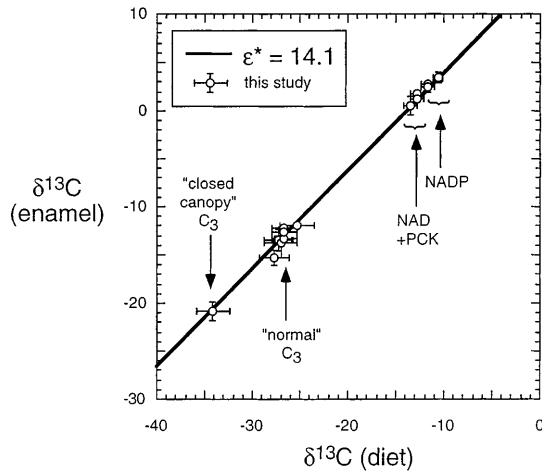 10
0
-10
-20
-30
δ13C
(enamel)
ε* = 14.1
this study
"closed
canopy"
C3
"normal"
C3
NADP
NAD
+PCK
-40
-30
-20
-10
0
δ13C (diet)